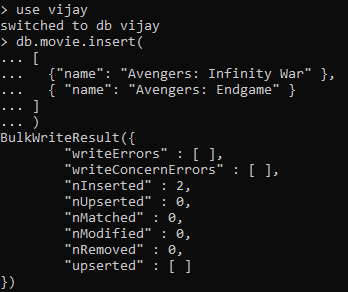 > use vijay
switched to db vijay
> db.movie.insert(
... [
...   {"name": "Avengers: Infinity War" },
...   { "name": "Avengers: Endgame" }
... ]
... )
BulkWriteResult({
        "writeErrors" : [ ],
        "writeConcernErrors" : [ ],
        "nInserted" : 2,
        "nUpserted" : 0,
        "nMatched" : 0,
        "nModified" : 0,
        "nRemoved" : 0,
        "upserted" : [ ]
})